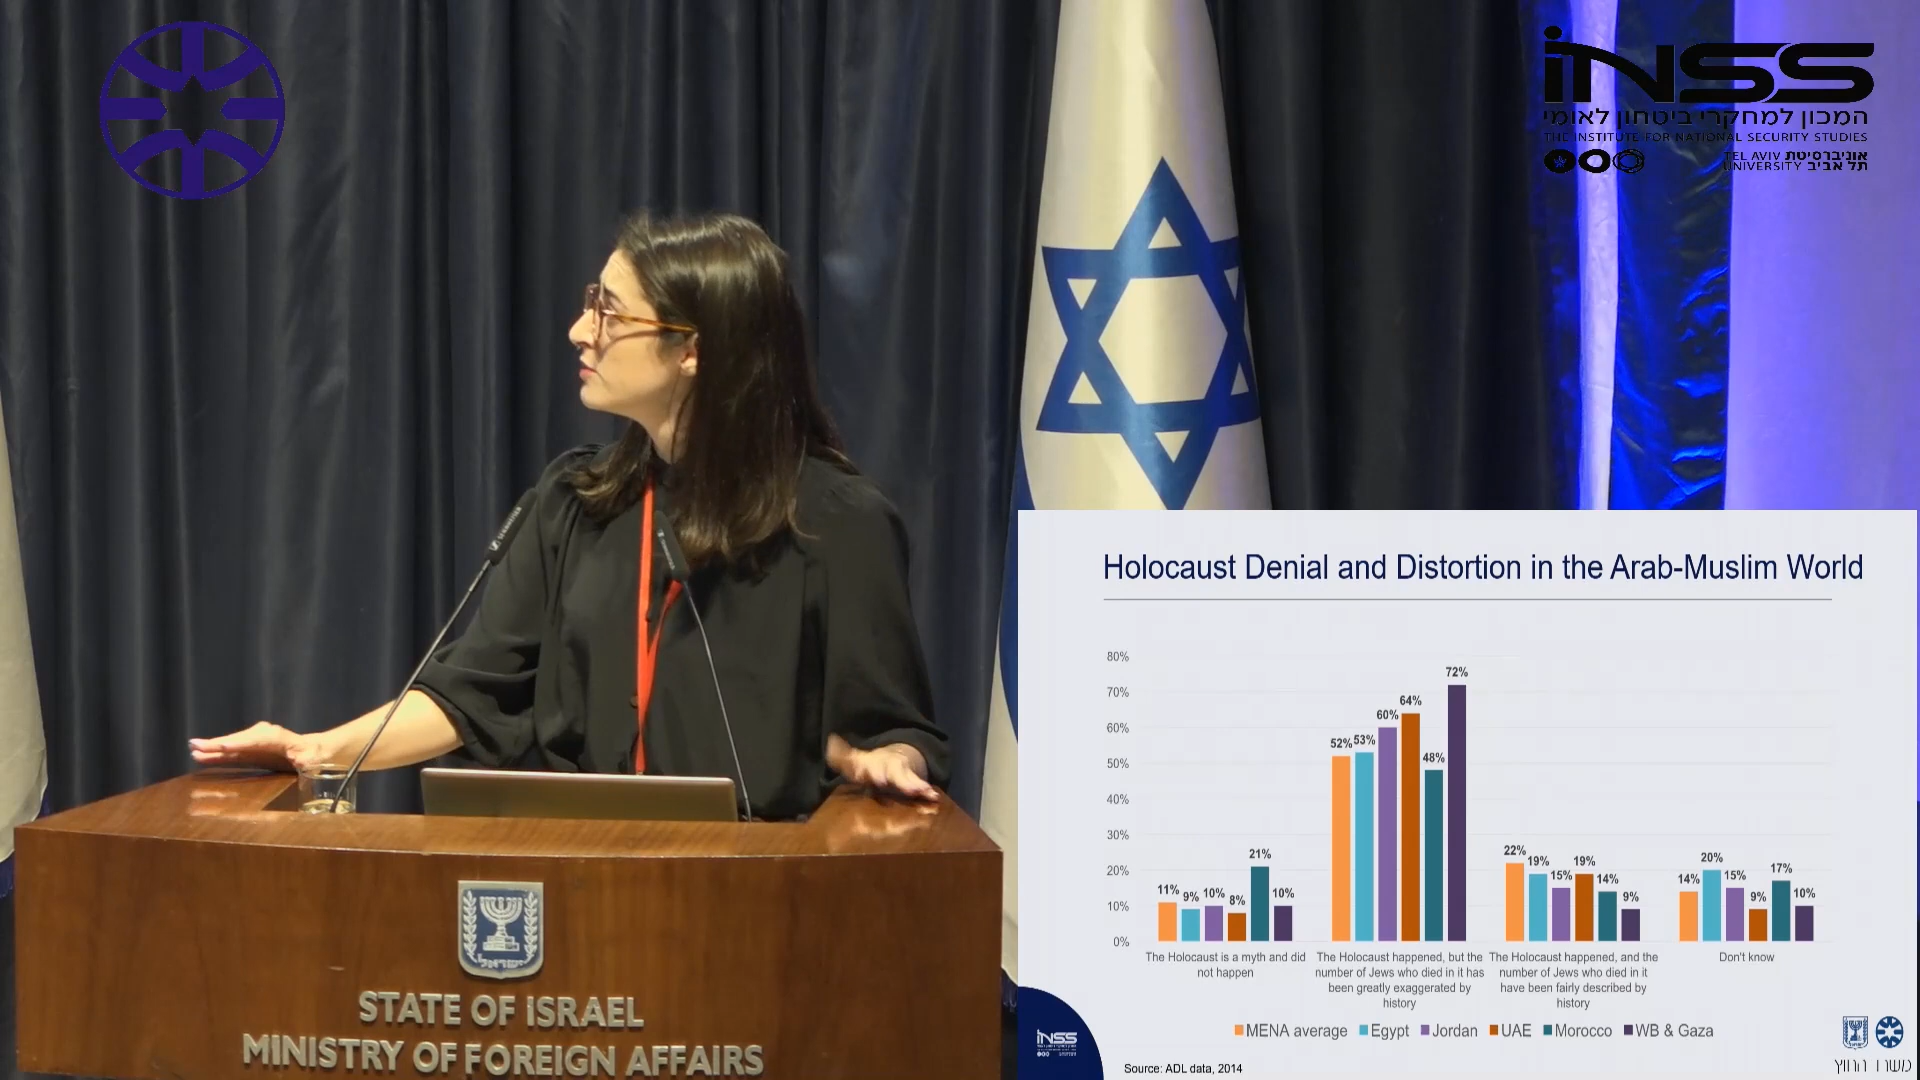 iNSS
המכון למחקרי ביטחון לאומי
THE INSTITUTE FOR NATIONAL SECURITY STUDIES
TEL AVIV אוניברסיטת
UNIVERSITY תל אביב
STATE OF ISRAEL
MINISTRY OF FOREIGN AFFAIRS
Holocaust Denial and Distortion in the Arab-Muslim World
80%
70%
60%
50%
40%
30%
20%
10%
0%
11% 9% 10% 8% 21% 10%
52% 53% 60% 64% 48% 72%
22% 19% 15% 19% 14% 9%
14% 20% 15% 9% 17% 10%
The Holocaust is a myth and did
not happen
The Holocaust happened, but the
number of Jews who died in it has
been greatly exaggerated by
history
The Holocaust happened, and the
number of Jews who died in it
have been fairly described by
history
Don't know
MENA average Egypt Jordan UAE Morocco WB & Gaza
iNSS
Source: ADL data, 2014
משרד החוץ